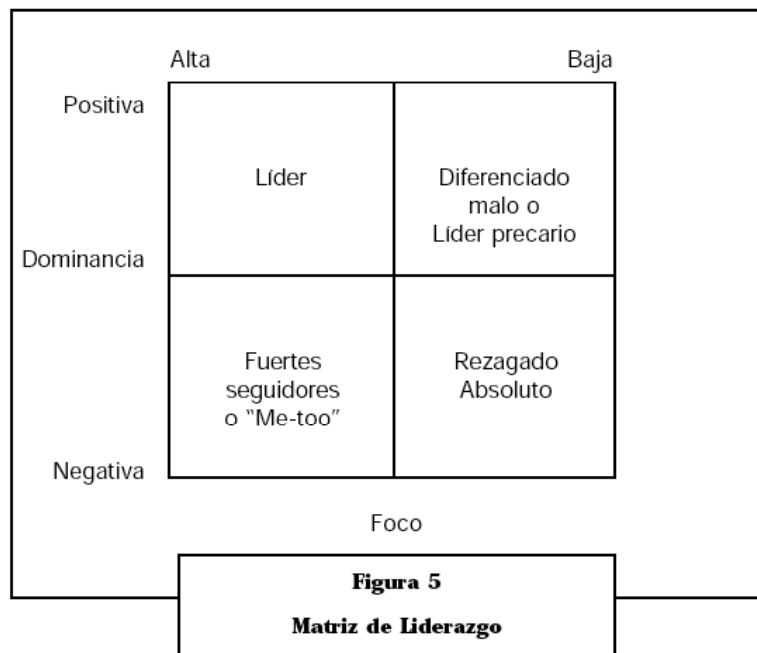 Alta
Baja
Positiva
Líder
Diferenciado
malo o
Líder precario
Dominancia
Fuertes
seguidores
o “Me-too”
Rezagado
Absoluto
Negativa
Foco
Figura 5
Matriz de Liderazgo